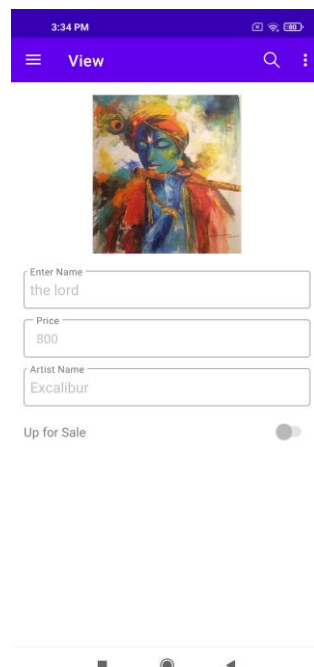 3:34 PM
80
View
Enter Name
the lord
Price
800
Artist Name
Excalibur
Up for Sale